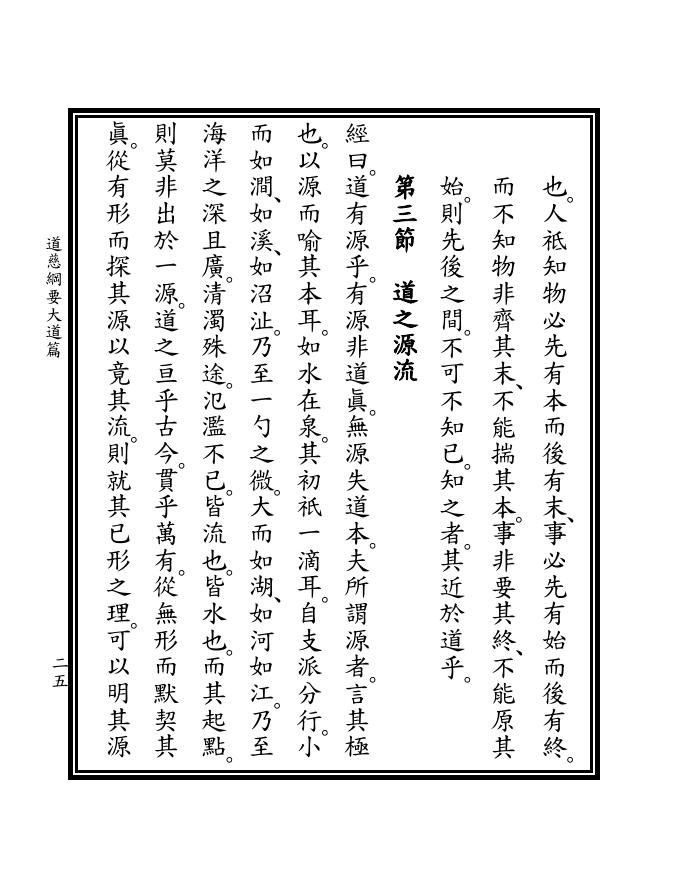 也。人祇知物必先有本而後有末、事必先有始而後有終。
而不知物非齊其末、不能揣其本。事非要其終、不能原其
始。則先後之間。不可不知已。知之者。其近於道乎。
第三節　道之源流
經曰。道有源乎。有源非道眞。無源失道本。夫所謂源者。言其極
也。以源而喻其本耳。如水在泉。其初祇一滴耳。自支派分行。小
而如澗、如溪、如沼沚。乃至一勺之微。大而如湖、如河如江。乃至
海洋之深且廣。清濁殊途。氾濫不已。皆流也。皆水也。而其起點。
則莫非出於一源。道之亘乎古今。貫乎萬有。從無形而默契其
眞。從有形而探其源以竟其流。則就其已形之理。可以明其源
道慈綱要大道篇
二五